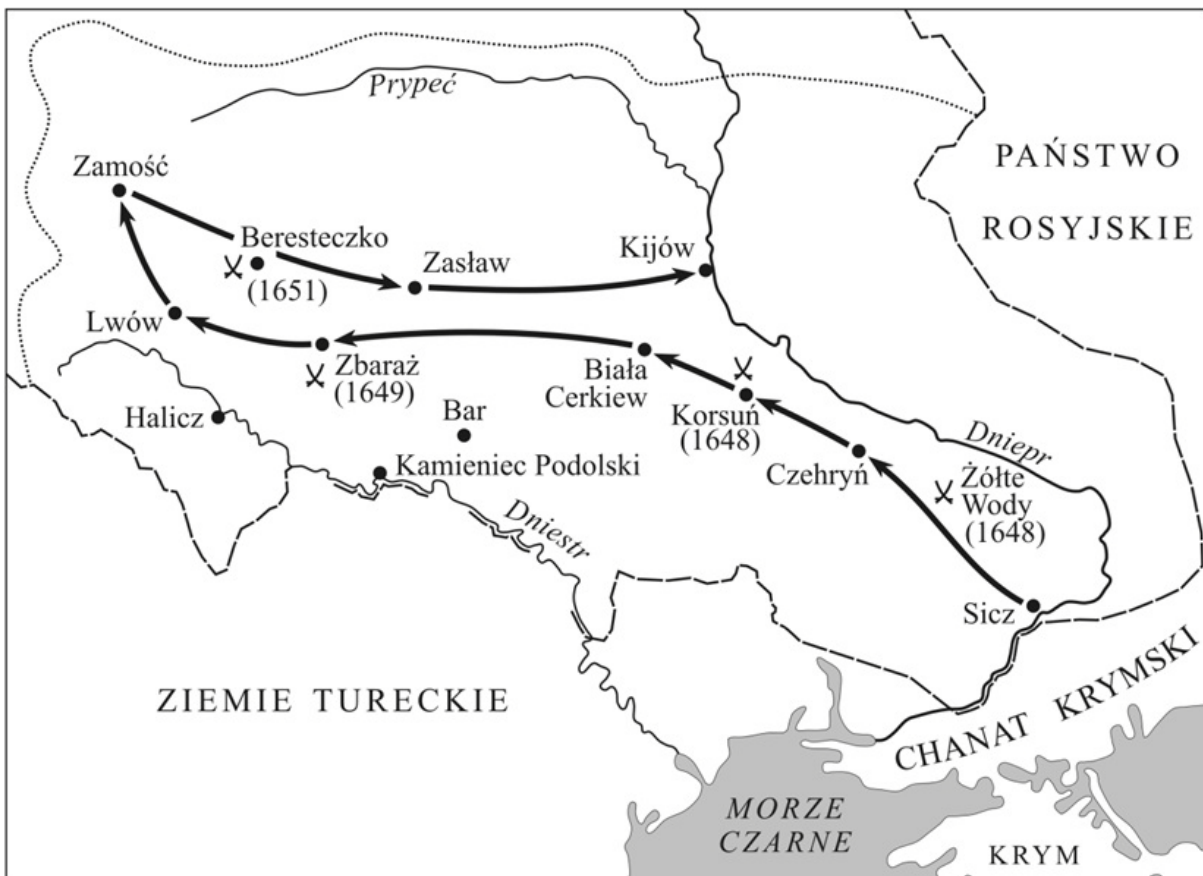 Prypeć
PAŃSTWO
ROSYJSKIE
Zamość
Beresteczko
(1651)
Zasław
Kijów
Lwów
Zbaraż
(1649)
Biała
Cerkiew
Korsuń
(1648)
Halicz
Bar
Kamieniec Podolski
Czehryń
Dniepr
Żółte
Wody
(1648)
Dniestr
Sicz
ZIEMIE TURECKIE
CHANAT KRYMSKI
MORZE
CZARNE
KRYM